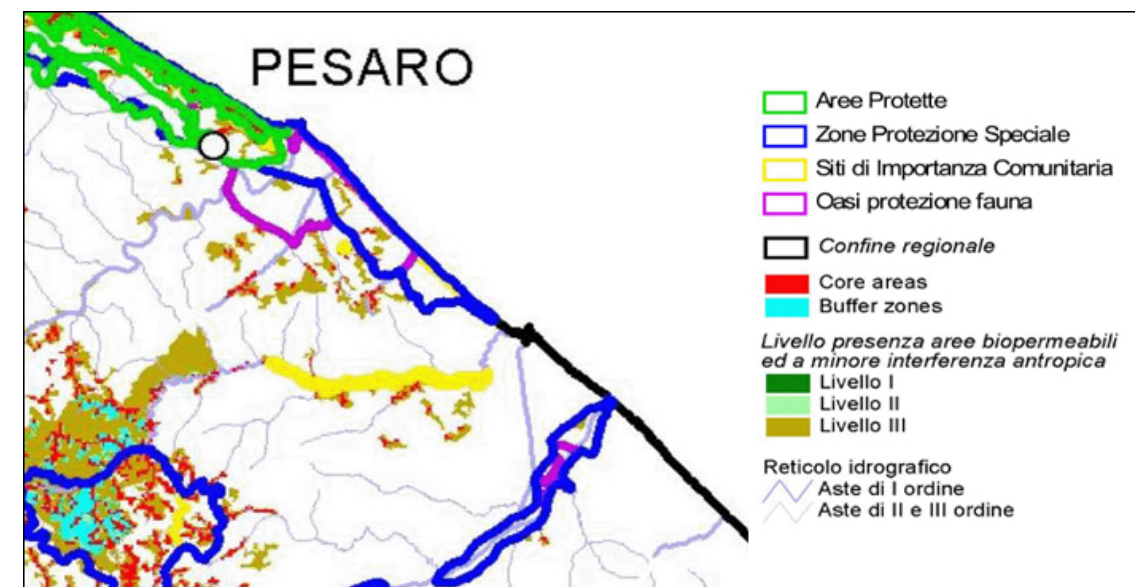 PESARO
Aree Protette
Zone Protezione Speciale
Siti di Importanza Comunitaria
Oasi protezione fauna
Confine regionale
Core areas
Buffer zones
Livello presenza aree biopermeabili
ed a minore interferenza antropica
Livello I
Livello II
Livello III
Reticolo idrografico
Aste di I ordine
Aste di II e III ordine